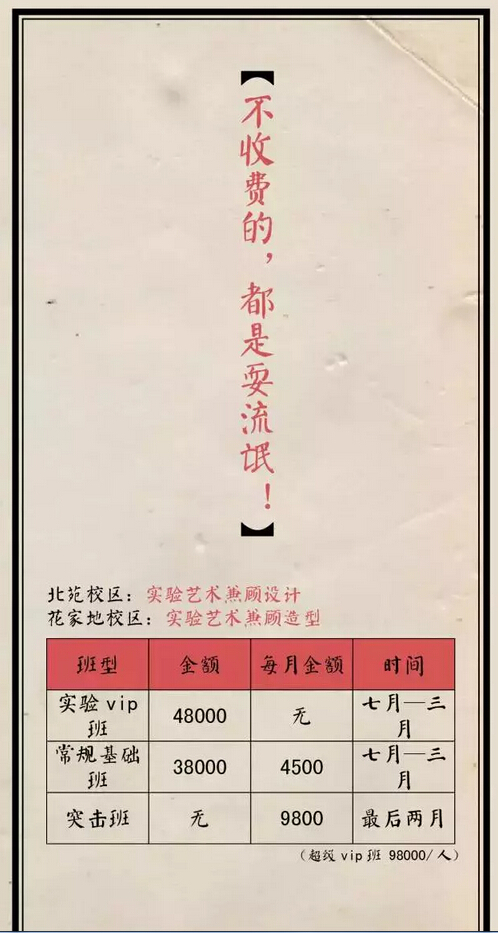 【不收费的，都是耍流氓！】
北苑校区：实验艺术兼顾设计
花家地校区：实验艺术兼顾造型
班型 金额 每月金额 时间
实验vip班 48000 无 七月—三月
常规基础班 38000 4500 七月—三月
突击班 无 9800 最后两月
（超级vip班 98000/人）